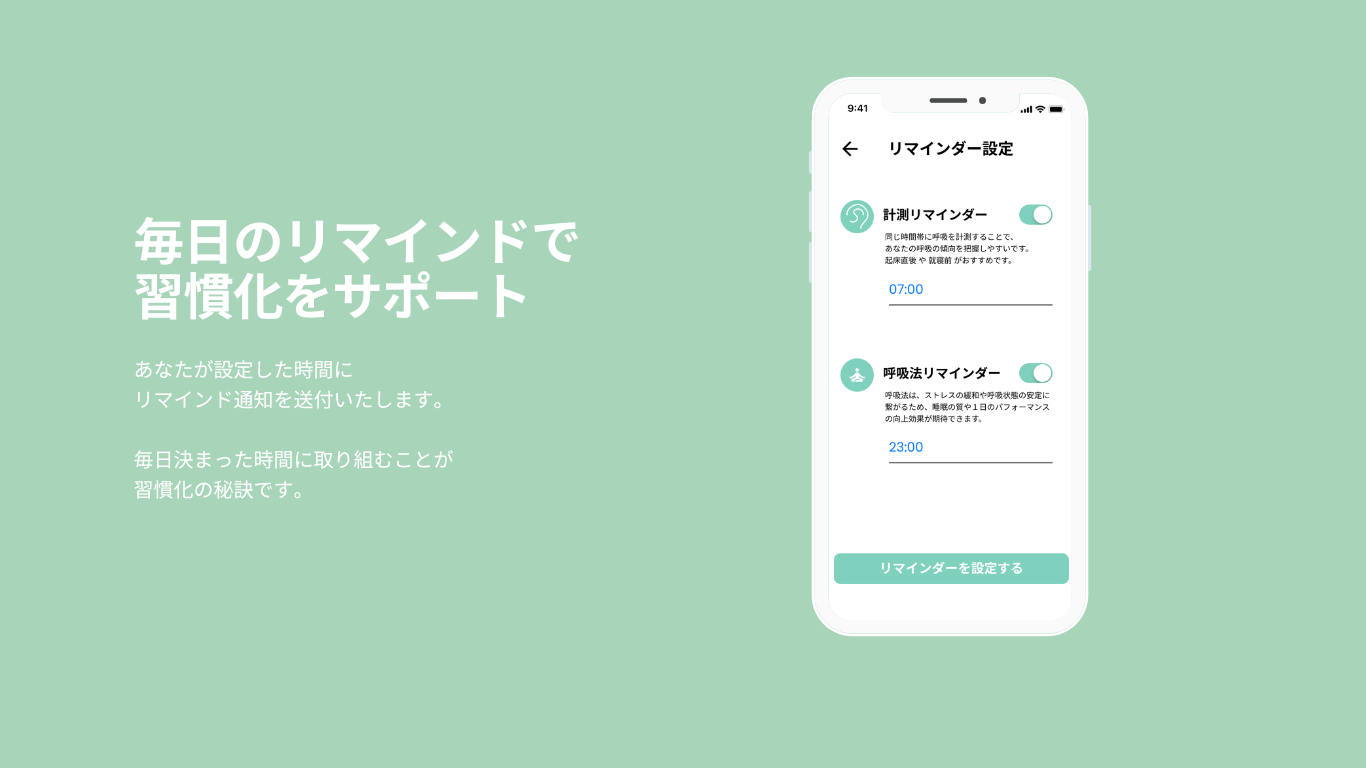 毎日のリマインドで
習慣化をサポート
あなたが設定した時間に
リマインド通知を送付いたします。
毎日決まった時間に取り組むことが
習慣化の秘訣です。
9:41
リマインダー設定
計測リマインダー
同じ時間帯に呼吸を計測することで、
あなたの呼吸の傾向を把握しやすいです。
起床直後 や 就寝前 がおすすめです。
07:00
呼吸法リマインダー
呼吸法は、ストレスの緩和や呼吸状態の安定に
繋がるため、睡眠の質や１日のパフォーマンス
の向上効果が期待できます。
23:00
リマインダーを設定する